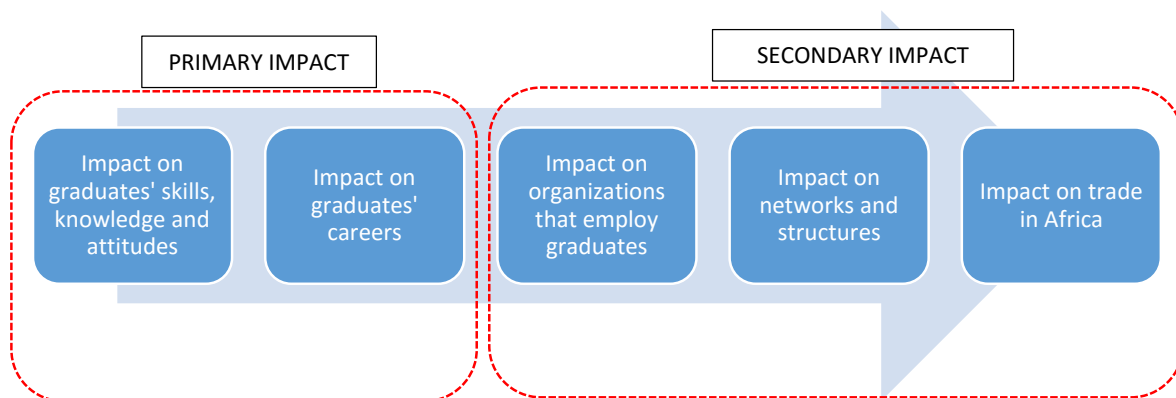 PRIMARY IMPACT
SECONDARY IMPACT
Impact on
graduates' skills,
knowledge and
attitudes
Impact on
graduates'
careers
Impact on
organizations
that employ
graduates
Impact on
networks and
structures
Impact on trade
in Africa